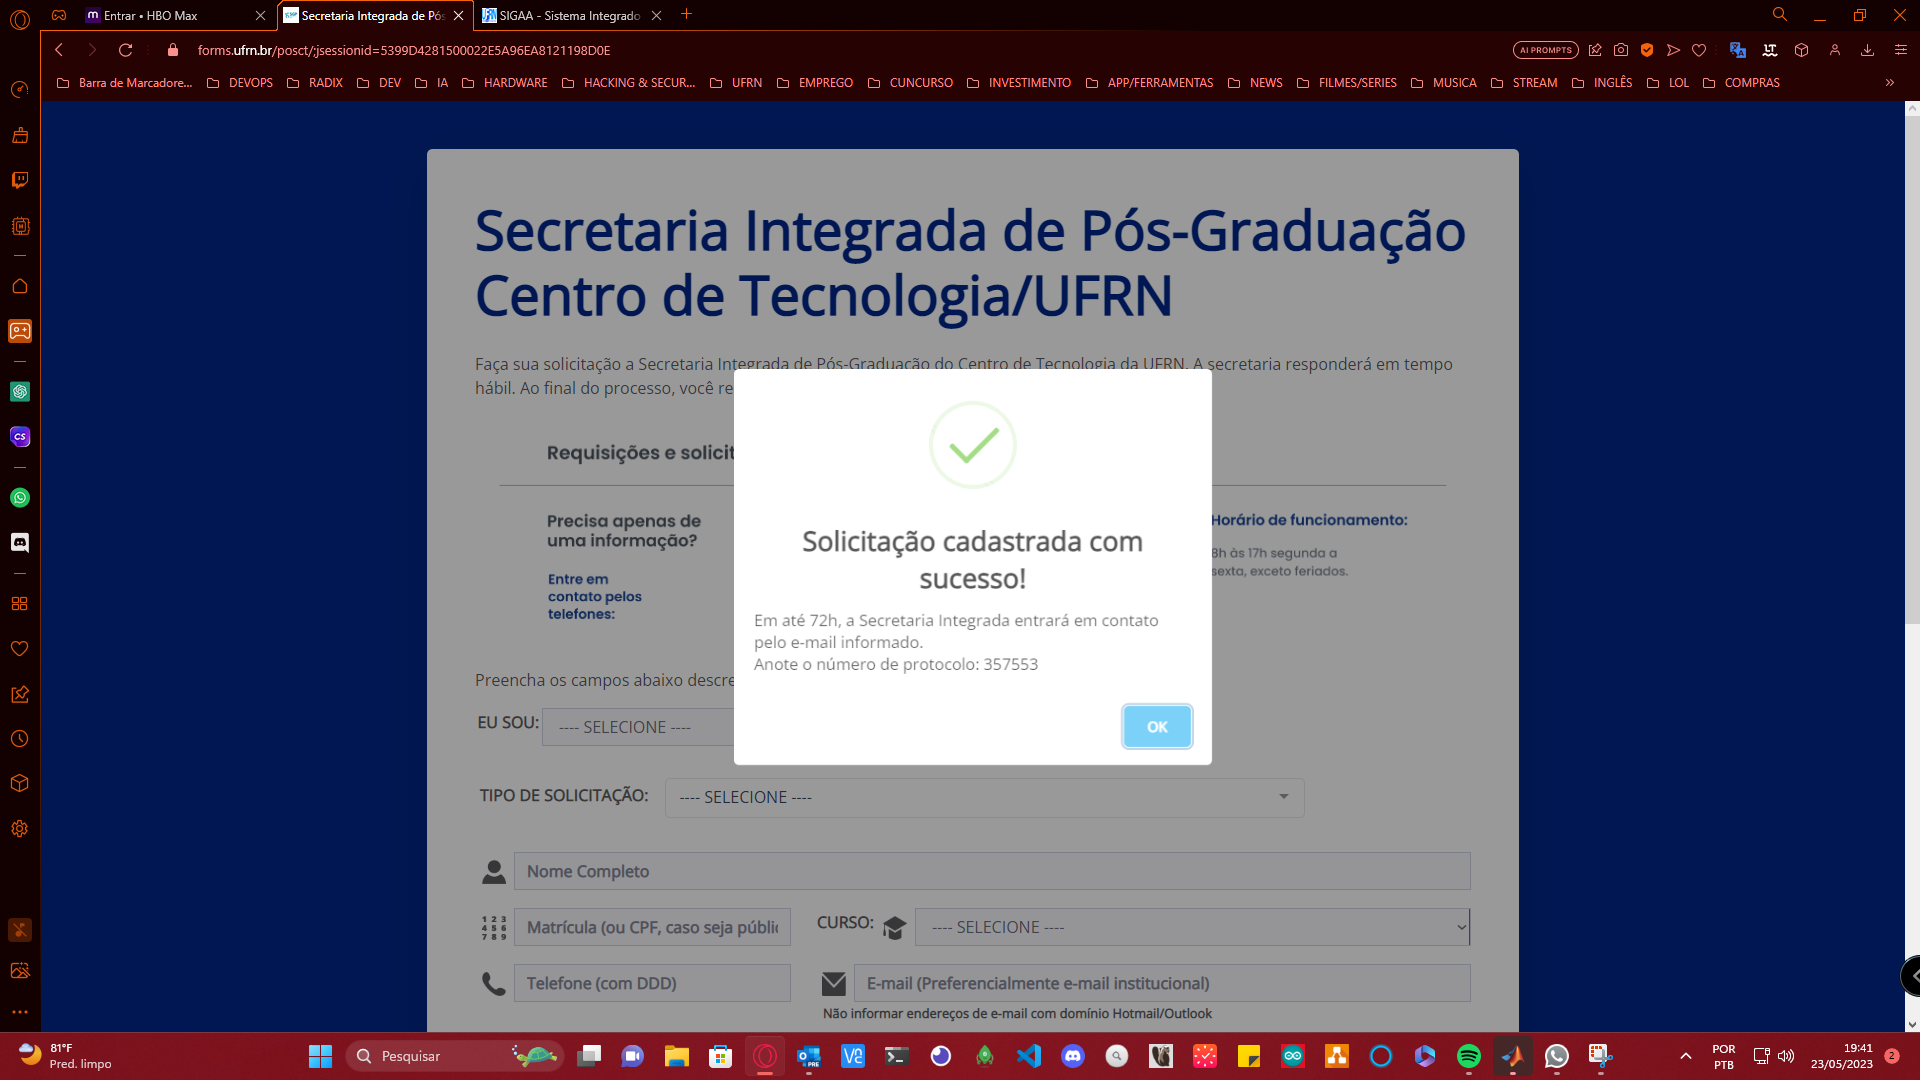 Entrar • HBO Max
Secretaria Integrada de Pós
SIGAA - Sistema Integrado
forms.ufrn.br/posct/;jsessionid=5399D4281500022E5A96EA8121198D0E
AI PROMPTS
Barra de Marcadore...
DEVOPS
RADIX
DEV
IA
HARDWARE
HACKING & SECUR...
UFRN
EMPREGO
CUNCURSO
INVESTIMENTO
APP/FERRAMENTAS
NEWS
FILMES/SERIES
MUSICA
STREAM
INGLÊS
LOL
COMPRAS
Secretaria Integrada de Pós-Graduação
Centro de Tecnologia/UFRN
Faça sua solicitação a Secretaria Integrada de Pós-Graduação do Centro de Tecnologia da UFRN. A secretaria responderá em tempo
hábil. Ao final do processo, você re
Requisições e solicit
Precisa apenas de
uma informação?
Entre em
contato pelos
telefones:
Horário de funcionamento:
8h às 17h segunda a
sexta, exceto feriados.
Solicitação cadastrada com
sucesso!
Em até 72h, a Secretaria Integrada entrará em contato
pelo e-mail informado.
Anote o número de protocolo: 357553
OK
Preencha os campos abaixo descre
EU SOU:
---- SELECIONE ----
TIPO DE SOLICITAÇÃO:
---- SELECIONE ----
Nome Completo
Matrícula (ou CPF, caso seja públic
CURSO:
---- SELECIONE ----
Telefone (com DDD)
E-mail (Preferencialmente e-mail institucional)
Não informar endereços de e-mail com domínio Hotmail/Outlook
81°F
Pred. limpo
Pesquisar
POR
PTB
19:41
23/05/2023
2